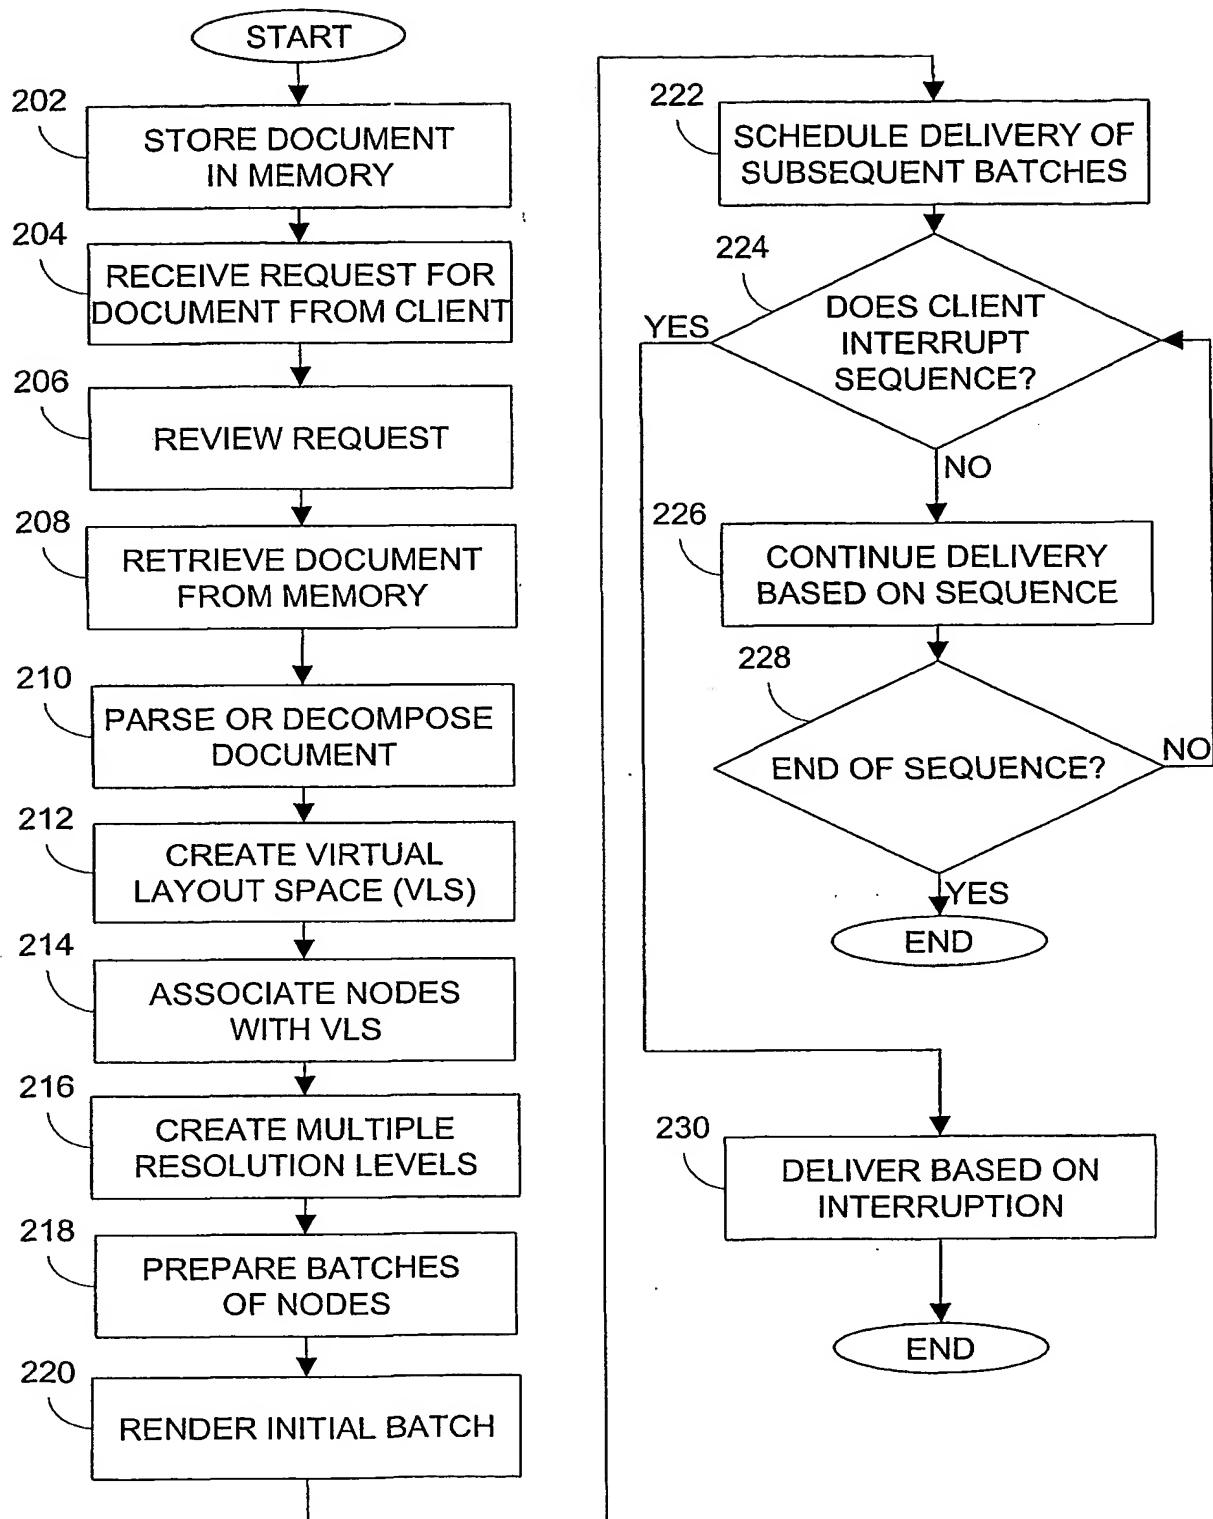 START
202
STORE DOCUMENT
IN MEMORY
204
RECEIVE REQUEST FOR
DOCUMENT FROM CLIENT
206
REVIEW REQUEST
208
RETRIEVE DOCUMENT
FROM MEMORY
210
PARSE OR DECOMPOSE
DOCUMENT
212
CREATE VIRTUAL
LAYOUT SPACE (VLS)
214
ASSOCIATE NODES
WITH VLS
216
CREATE MULTIPLE
RESOLUTION LEVELS
218
PREPARE BATCHES
OF NODES
220
RENDER INITIAL BATCH
222
SCHEDULE DELIVERY OF
SUBSEQUENT BATCHES
224
DOES CLIENT
INTERRUPT
SEQUENCE?
YES
NO
226
CONTINUE DELIVERY
BASED ON SEQUENCE
228
END OF SEQUENCE?
NO
YES
END
230
DELIVER BASED ON
INTERRUPTION
END